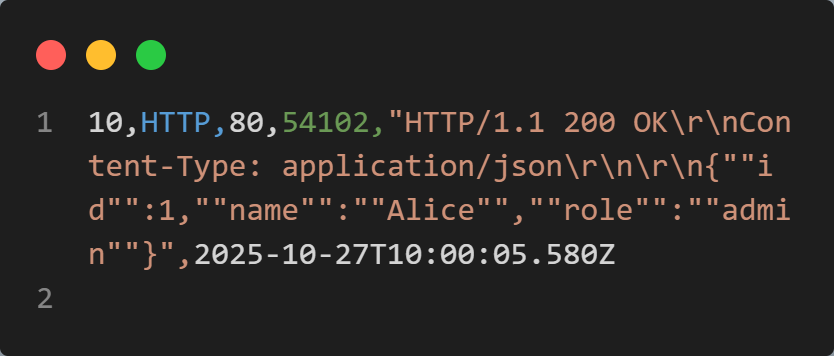 1 10,HTTP,80,54102,"HTTP/1.1 200 OK\r\nCon
tent-Type: application/json\r\n\r\n{""i
d"":1,""name"":""Alice"",""role"":""admi
n""}",2025-10-27T10:00:05.580Z
2